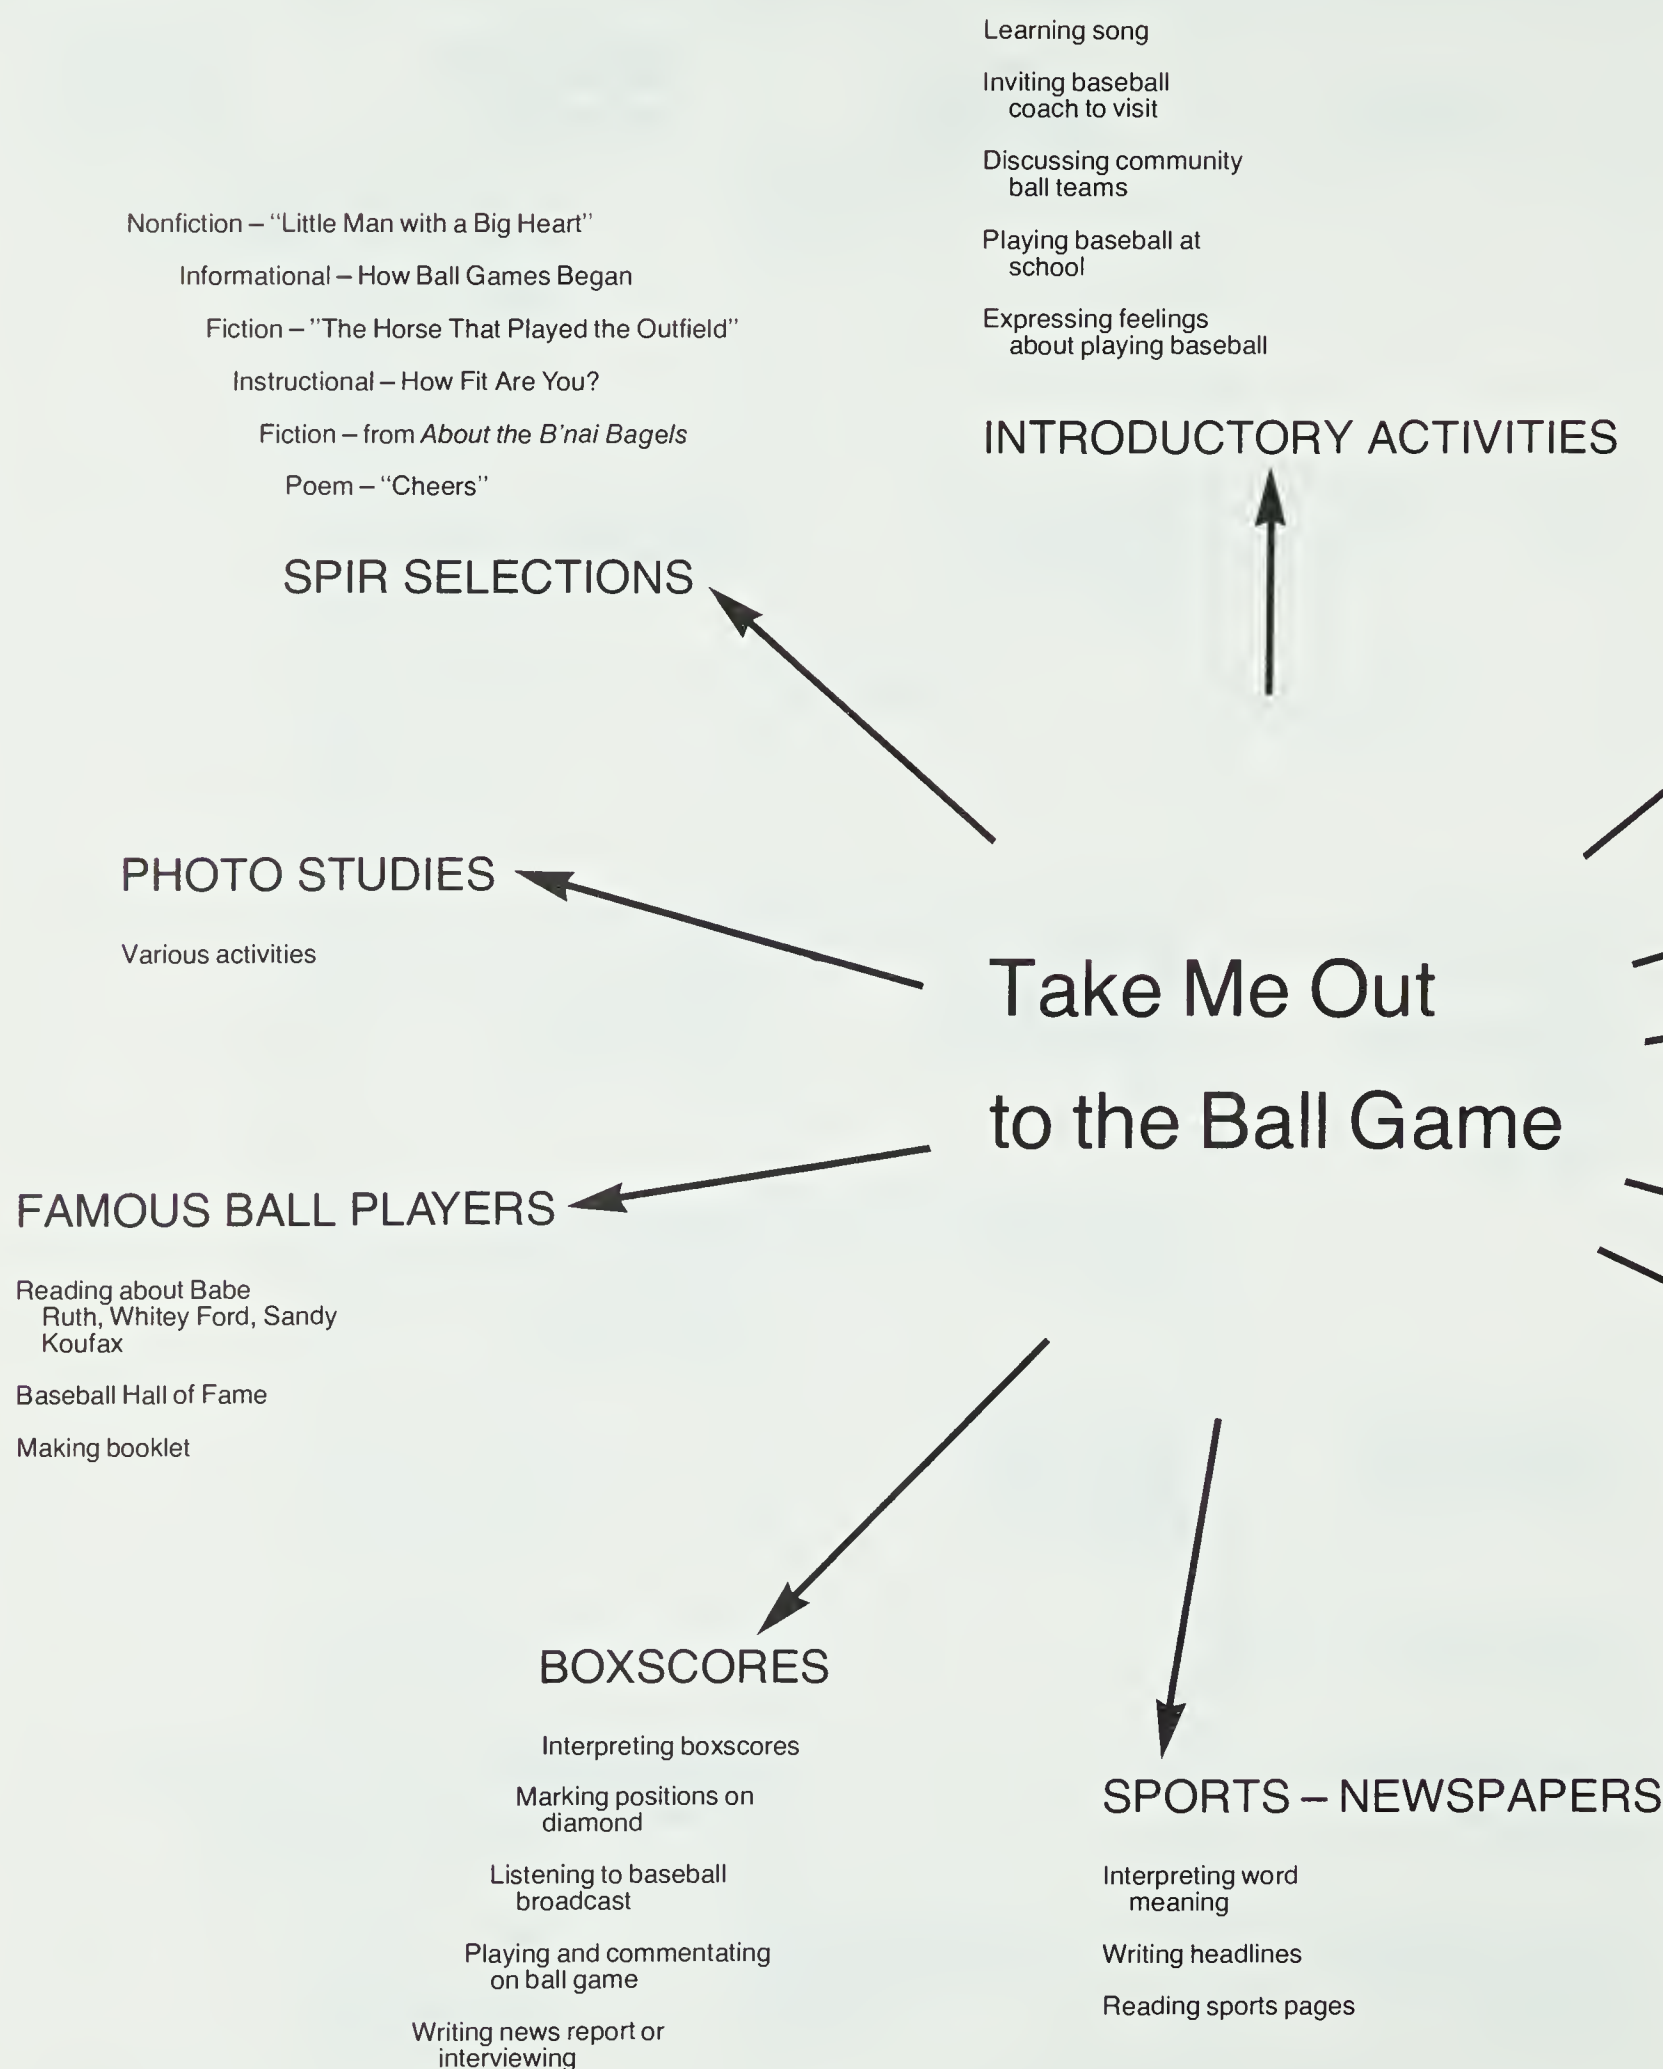 Learning song
Inviting baseball
coach to visit
Discussing community
ball teams
Playing baseball at
school
Expressing feelings
about playing baseball
INTRODUCTORY ACTIVITIES
Nonfiction – “Little Man with a Big Heart”
Informational – How Ball Games Began
Fiction – ”The Horse That Played the Outfield”
Instructional – How Fit Are You?
Fiction – from About the B'nai Bagels
Poem – “Cheers”
SPIR SELECTIONS
PHOTO STUDIES
Various activities
Take Me Out
to the Ball Game
FAMOUS BALL PLAYERS
Reading about Babe
Ruth, Whitey Ford, Sandy
Koufax
Baseball Hall of Fame
Making booklet
BOXSCORES
Interpreting boxscores
Marking positions on
diamond
Listening to baseball
broadcast
Playing and commentating
on ball game
Writing news report or
interviewing
SPORTS – NEWSPAPERS
Interpreting word
meaning
Writing headlines
Reading sports pages